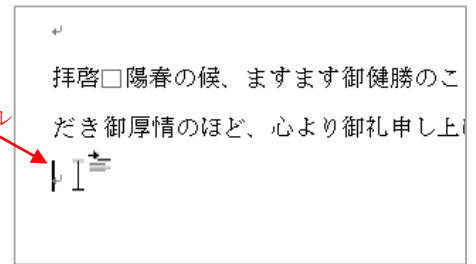 拝啓□陽春の候、ますます御健勝のこ
だき御厚情のほど、心より御礼申し上
ル